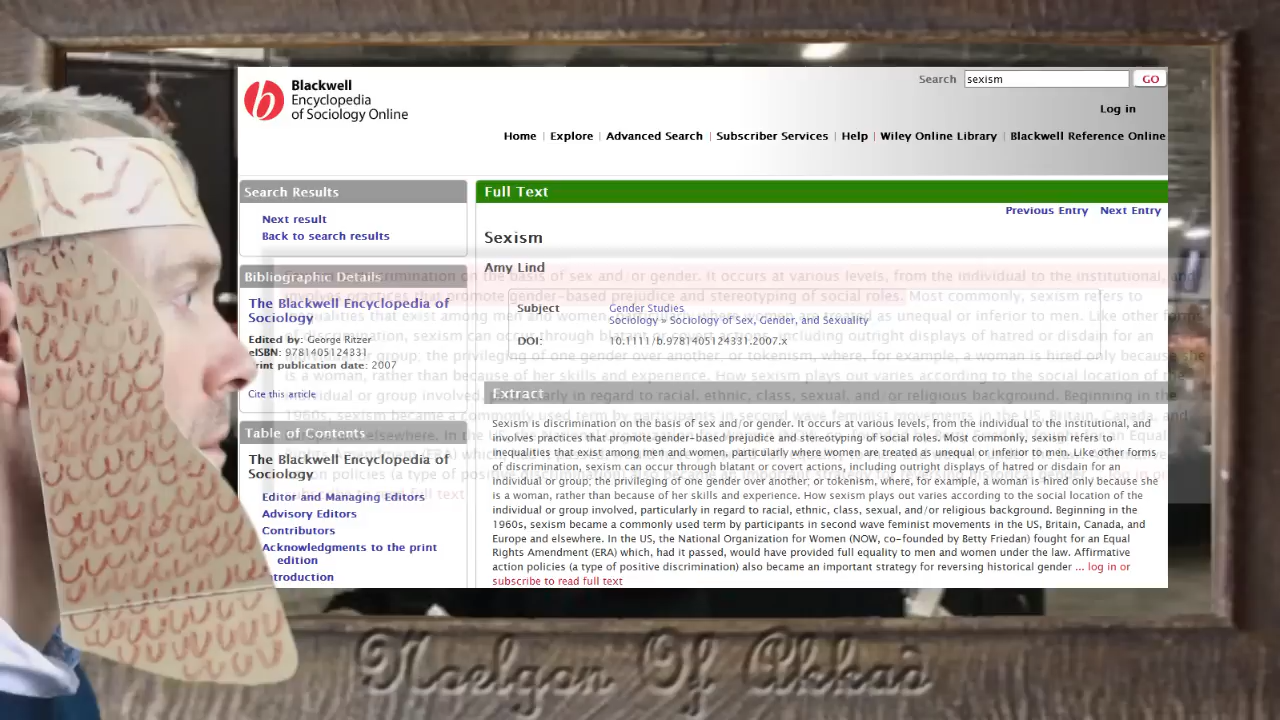 Blackwell
Encyclopedia
of Sociology Online
Search sexism GO
Log in
Home | Explore | Advanced Search | Subscriber Services | Help | Wiley Online Library | Blackwell Reference Online
Search Results
Next result
Back to search results
Bibliographic Details
The Blackwell Encyclopedia of
Sociology
Edited by: George Ritzer
eISBN: 9781405124331
Print publication date: 2007
Cite this article
Table of Contents
The Blackwell Encyclopedia of
Sociology
Editor and Managing Editors
Advisory Editors
Contributors
Acknowledgments to the print
edition
Introduction
Full Text
Previous Entry Next Entry
Sexism
Amy Lind
Subject Gender Studies
Sociology » Sociology of Sex, Gender, and Sexuality
DOI: 10.1111/b.9781405124331.2007.x
Extract
Sexism is discrimination on the basis of sex and/or gender. It occurs at various levels, from the individual to the institutional, and
involves practices that promote gender-based prejudice and stereotyping of social roles. Most commonly, sexism refers to
inequalities that exist among men and women, particularly where women are treated as unequal or inferior to men. Like other forms
of discrimination, sexism can occur through blatant or covert actions, including outright displays of hatred or disdain for an
individual or group; the privileging of one gender over another; or tokenism, where, for example, a woman is hired only because she
is a woman, rather than because of her skills and experience. How sexism plays out varies according to the social location of the
individual or group involved, particularly in regard to racial, ethnic, class, sexual, and/or religious background. Beginning in the
1960s, sexism became a commonly used term by participants in second wave feminist movements in the US, Britain, Canada, and
Europe and elsewhere. In the US, the National Organization for Women (NOW, co-founded by Betty Friedan) fought for an Equal
Rights Amendment (ERA) which, had it passed, would have provided full equality to men and women under the law. Affirmative
action policies (a type of positive discrimination) also became an important strategy for reversing historical gender ... log in or
subscribe to read full text